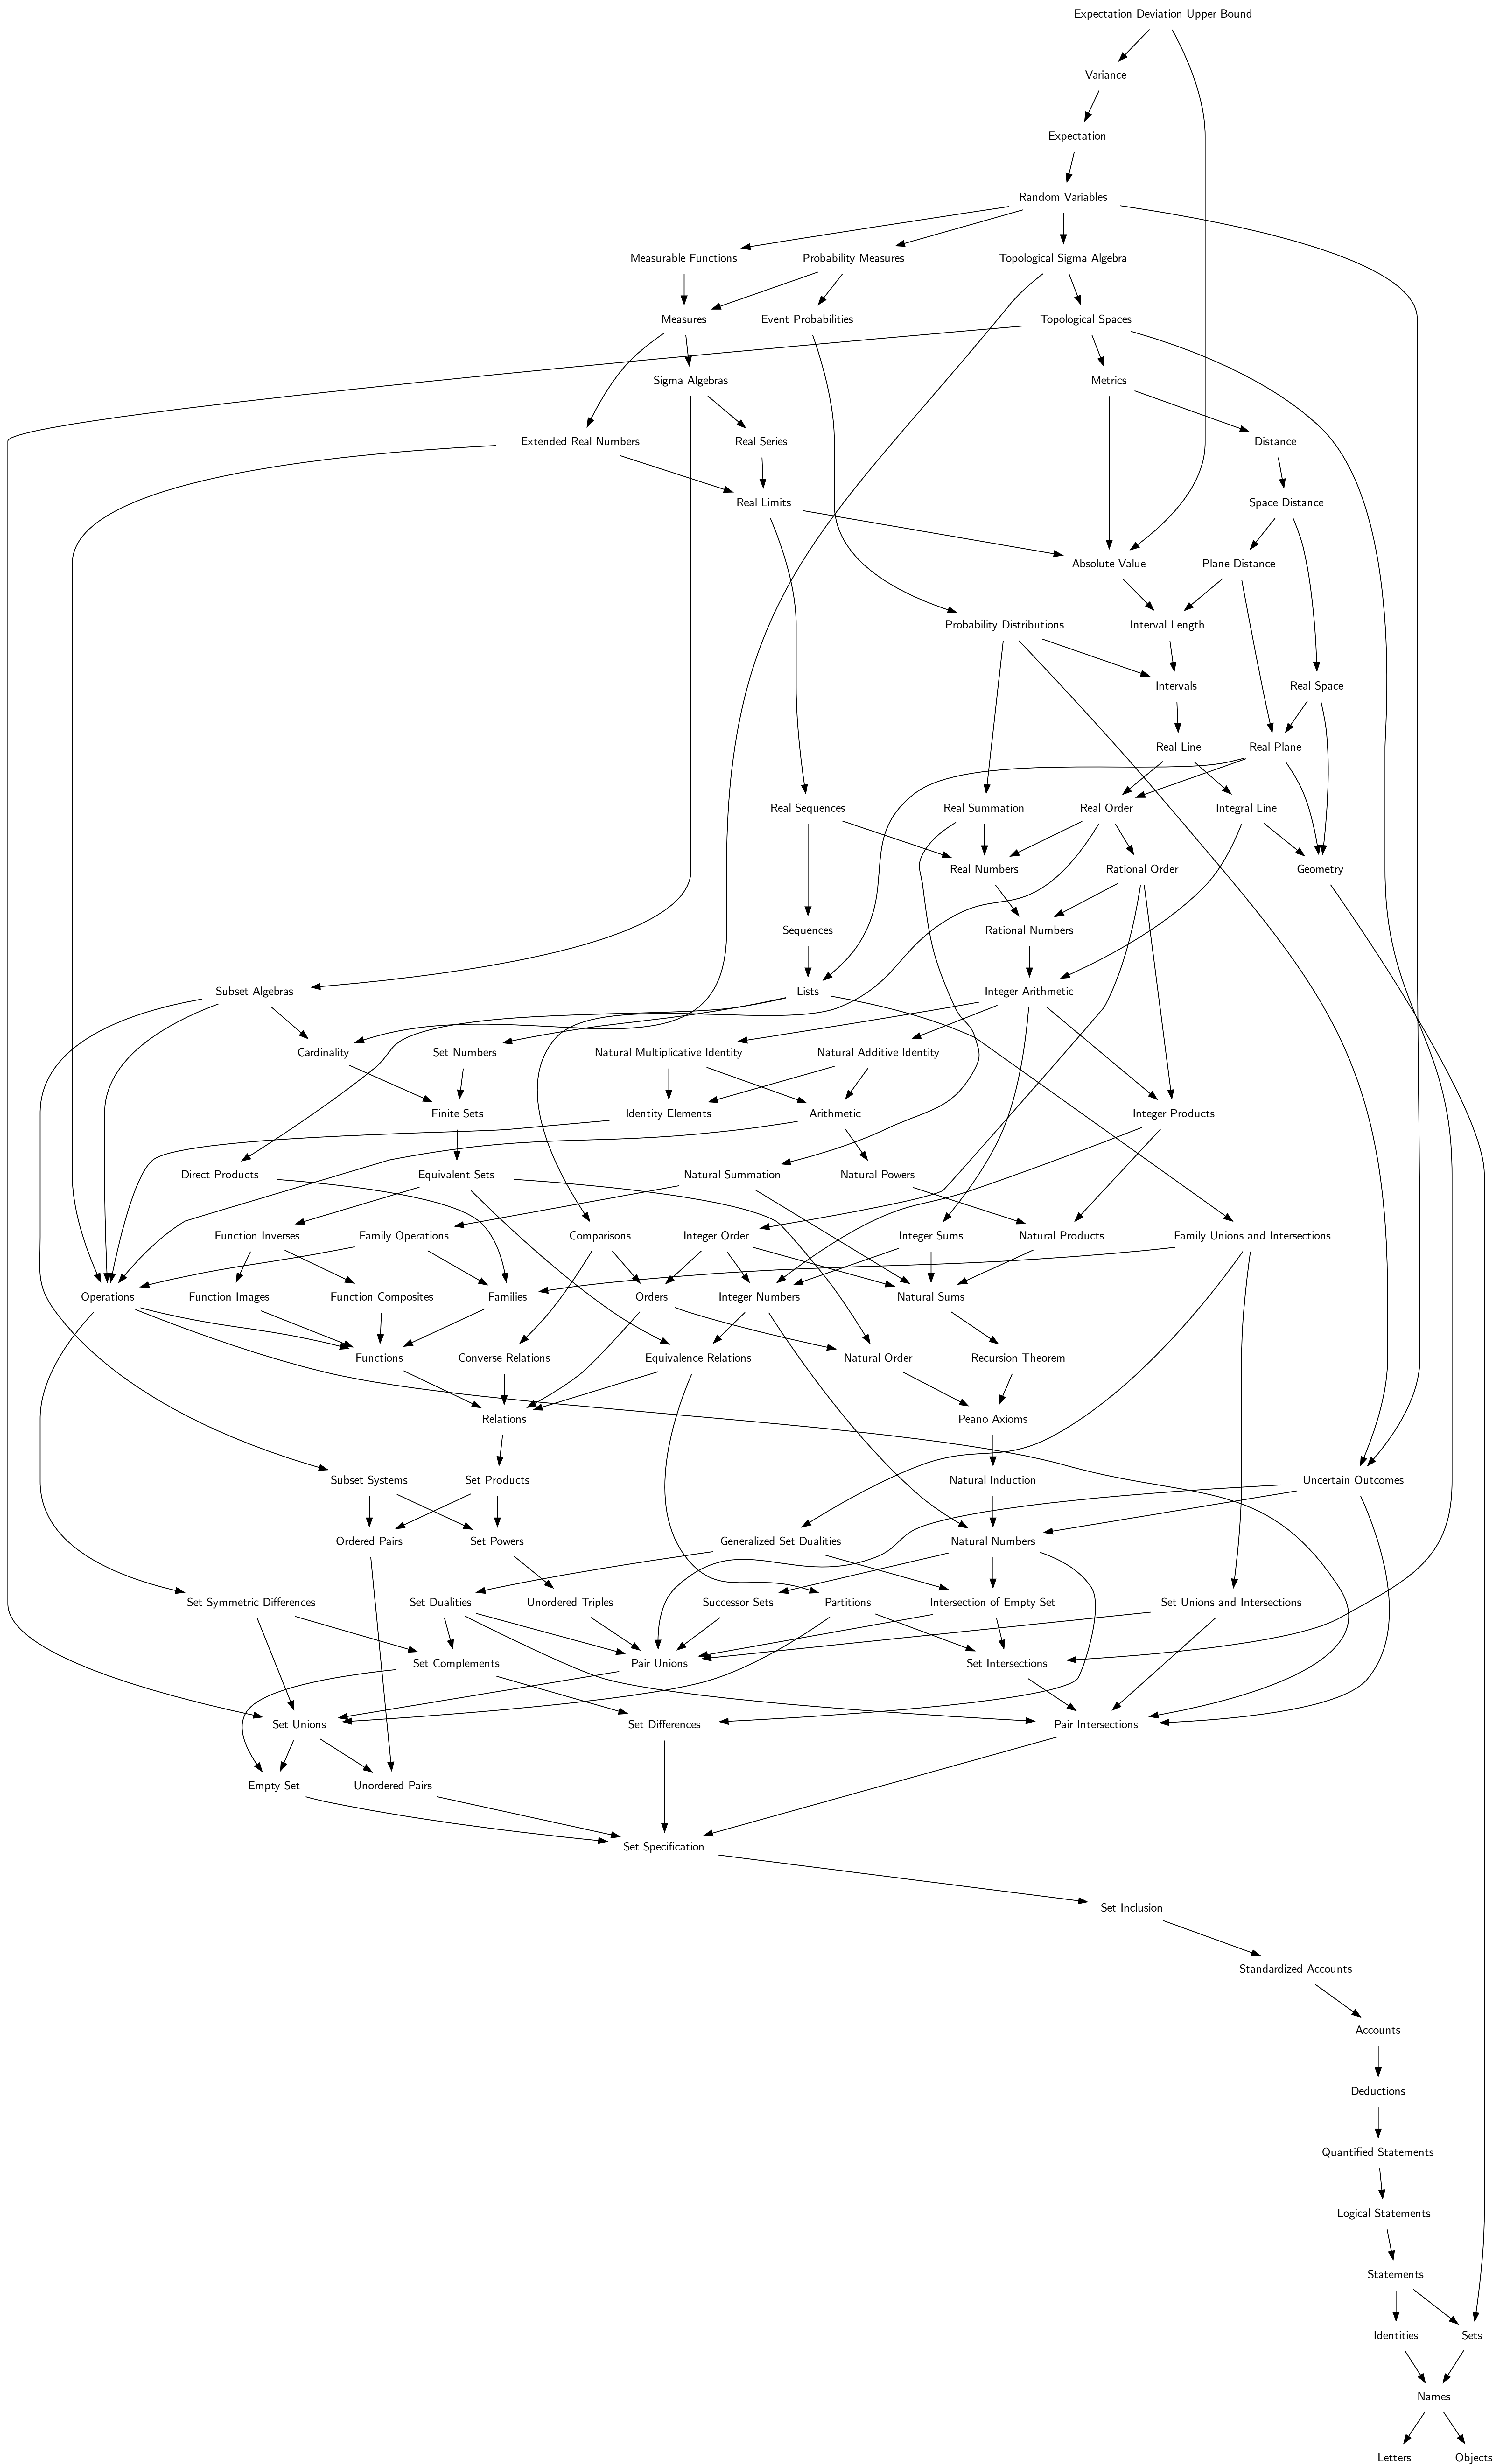 Expectation Deviation Upper Bound
Variance
Expectation
Random Variables
Measurable Functions
Probability Measures
Topological Sigma Algebra
Measures
Event Probabilities
Topological Spaces
Sigma Algebras
Metrics
Extended Real Numbers
Real Series
Distance
Real Limits
Space Distance
Absolute Value
Plane Distance
Probability Distributions
Interval Length
Intervals
Real Space
Real Line
Real Plane
Real Sequences
Real Summation
Real Order
Integral Line
Real Numbers
Rational Order
Geometry
Sequences
Rational Numbers
Subset Algebras
Lists
Integer Arithmetic
Cardinality
Set Numbers
Natural Multiplicative Identity
Natural Additive Identity
Finite Sets
Identity Elements
Arithmetic
Integer Products
Direct Products
Equivalent Sets
Natural Summation
Natural Powers
Function Inverses
Family Operations
Comparisons
Integer Order
Integer Sums
Natural Products
Family Unions and Intersections
Operations
Function Images
Function Composites
Families
Orders
Integer Numbers
Natural Sums
Functions
Converse Relations
Equivalence Relations
Natural Order
Recursion Theorem
Relations
Peano Axioms
Subset Systems
Set Products
Natural Induction
Uncertain Outcomes
Ordered Pairs
Set Powers
Generalized Set Dualities
Natural Numbers
Set Symmetric Differences
Set Dualities
Unordered Triples
Successor Sets
Partitions
Intersection of Empty Set
Set Unions and Intersections
Set Complements
Pair Unions
Set Intersections
Set Unions
Set Differences
Pair Intersections
Empty Set
Unordered Pairs
Set Specification
Set Inclusion
Standardized Accounts
Accounts
Deductions
Quantified Statements
Logical Statements
Statements
Identities
Sets
Names
Letters
Objects